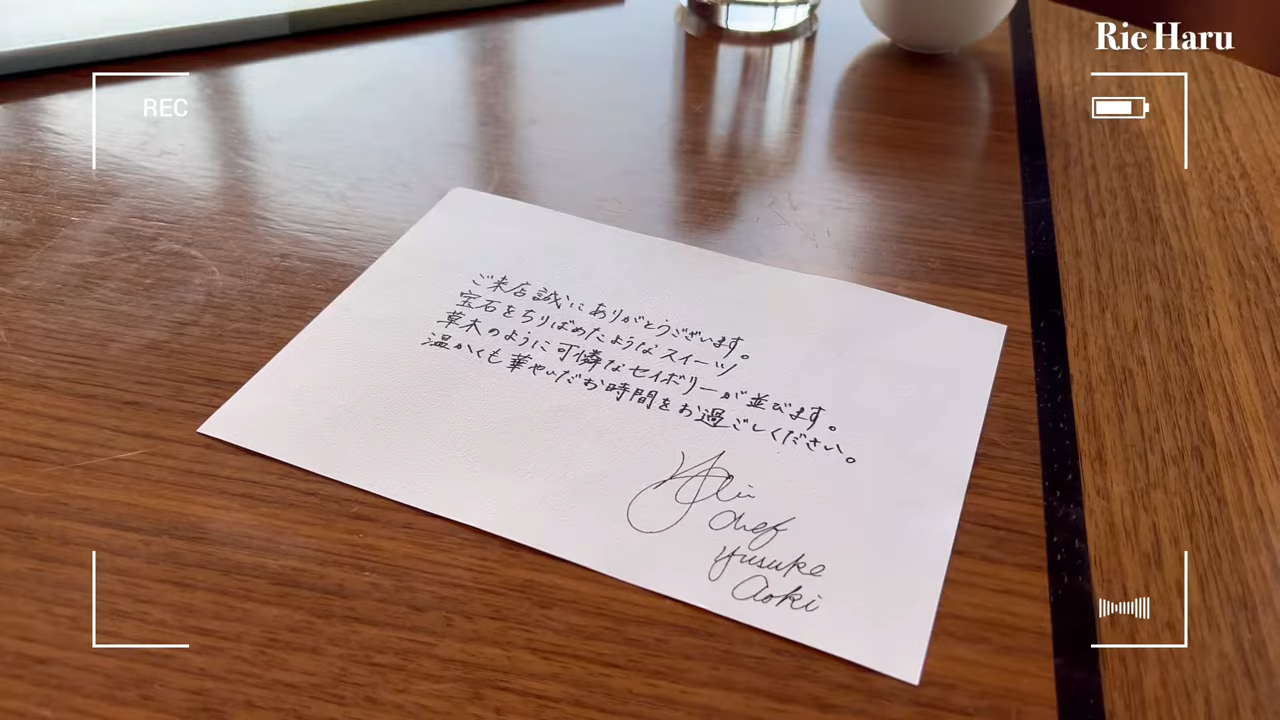 Rie Haru
REC
ご来店誠にありがとうございます。
宝石をちりばめたようなスイーツ
草木のように可憐なセイボリーが並びます。
温かくも華やいだお時間をお過ごしください。
Chef
Yusuke
Aoki